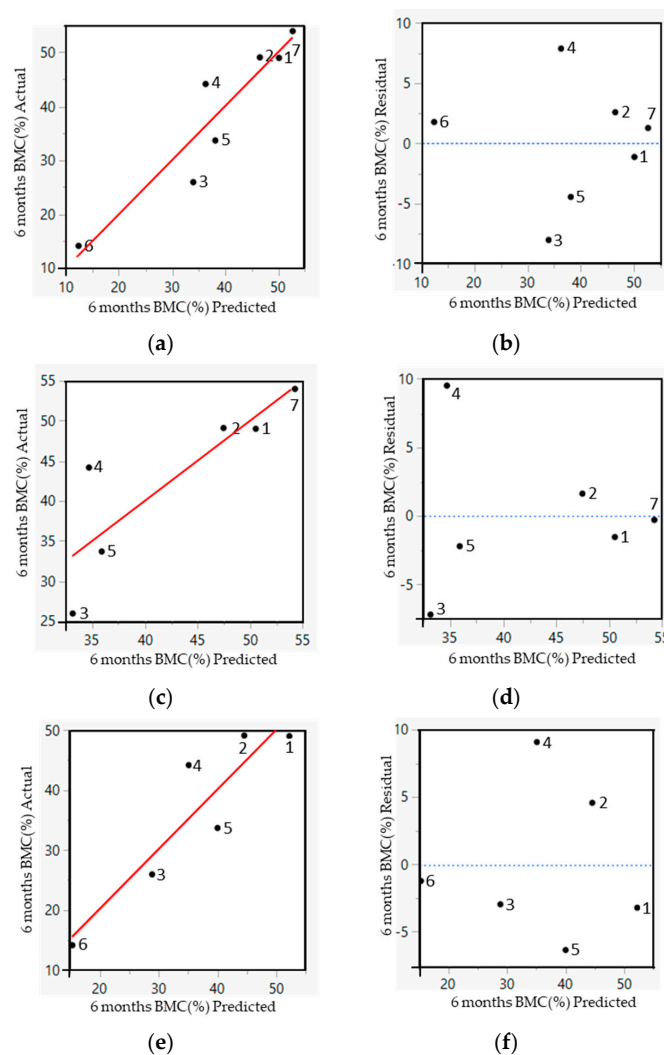 6 months BMC(%) Actual
50
40
30
20
10
10 20 30 40 50
6 months BMC(%) Predicted
1
2
3
4
5
6
7
(a)
6 months BMC(%) Residual
10
5
0
-5
-10
10 20 30 40 50
6 months BMC(%) Predicted
1
2
3
4
5
6
7
(b)
6 months BMC(%) Actual
55
50
45
40
35
30
25
35 40 45 50 55
6 months BMC(%) Predicted
1
2
3
4
5
7
(c)
6 months BMC(%) Residual
10
5
0
-5
35 40 45 50 55
6 months BMC(%) Predicted
1
2
3
4
5
7
(d)
6 months BMC(%) Actual
50
40
30
20
10
20 30 40 50
6 months BMC(%) Predicted
1
2
3
4
5
6
(e)
6 months BMC(%) Residual
10
5
0
-5
20 30 40 50
6 months BMC(%) Predicted
1
2
3
4
5
6
(f)